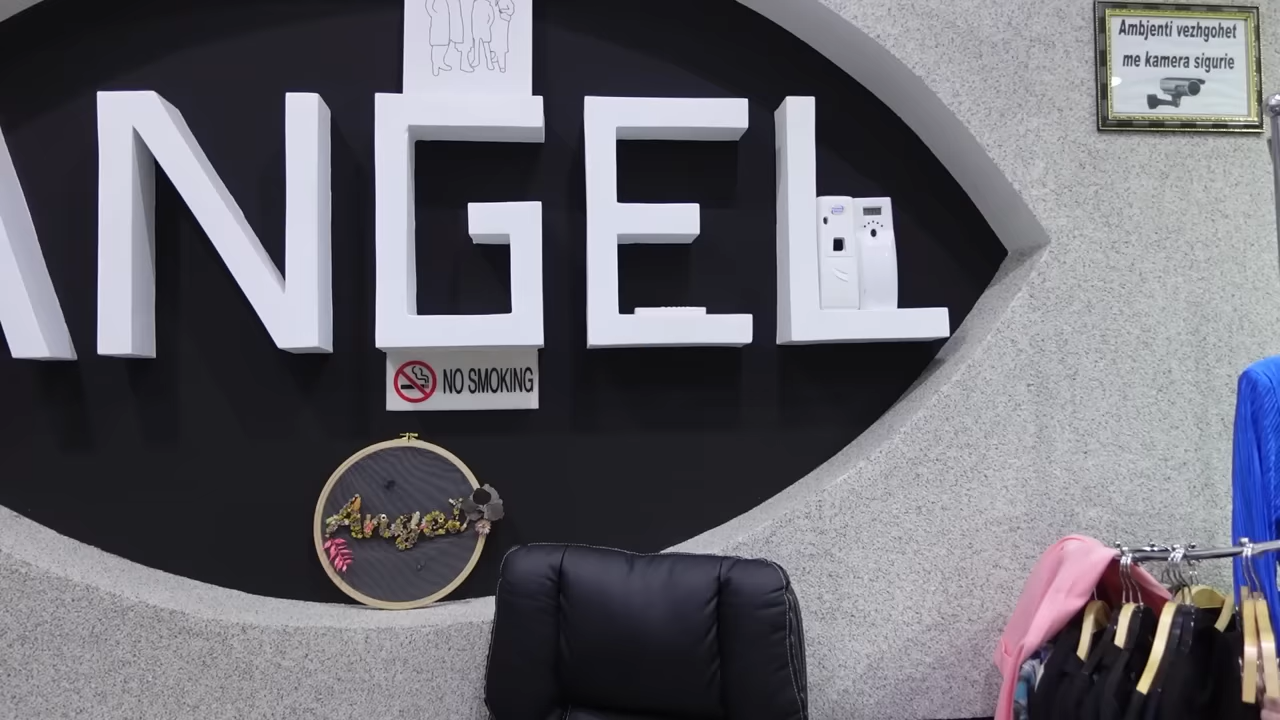 ANGEL
Ambjenti vezhgohet
me kamera sigurie
NO SMOKING
Angel